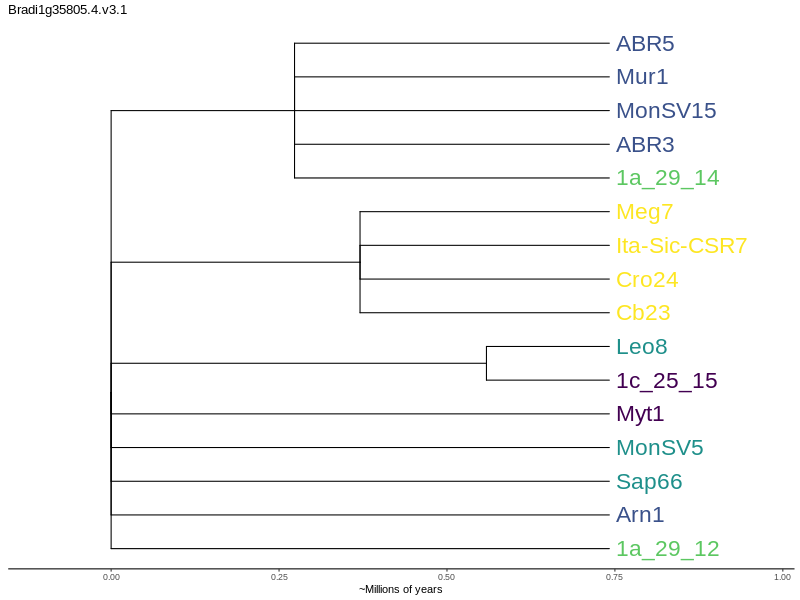 Bradi1g35805.4.v3.1
ABR5
Mur1
MonSV15
ABR3
1a_29_14
Meg7
Ita-Sic-CSR7
Cro24
Cb23
Leo8
1c_25_15
Myt1
MonSV5
Sap66
Arn1
1a_29_12
0.00 0.25 0.50 0.75 1.00
~Millions of years